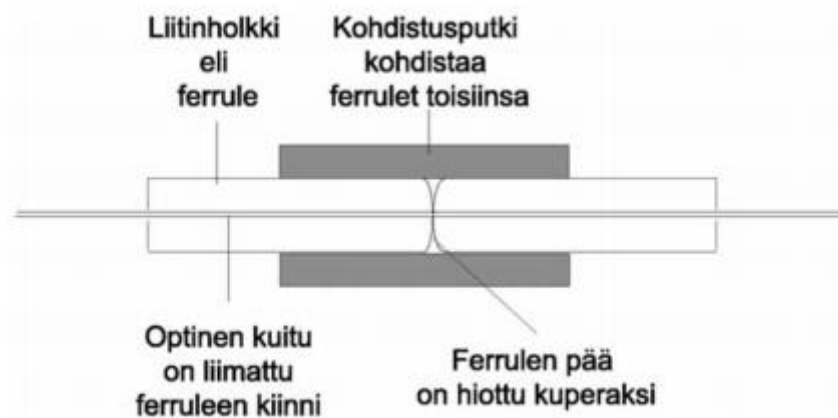 Liitinholkki
eli
ferrule
Kohdistusputki
kohdistaa
ferrulet toisiinsa
Optinen kuitu
on liimattu
ferruleen kiinni
Ferrulen pää
on hiottu kuperaksi